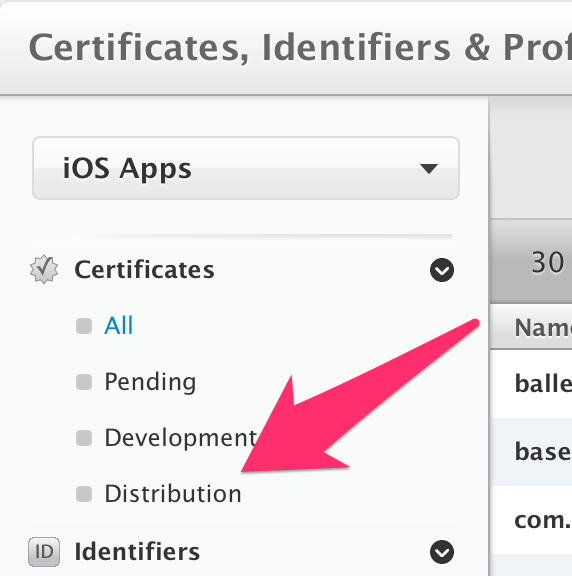 Certificates, Identifiers & Prof
iOS Apps
30
Certificates
Name
All
Pending
balle
Development
base
Distribution
com.
ID Identifiers